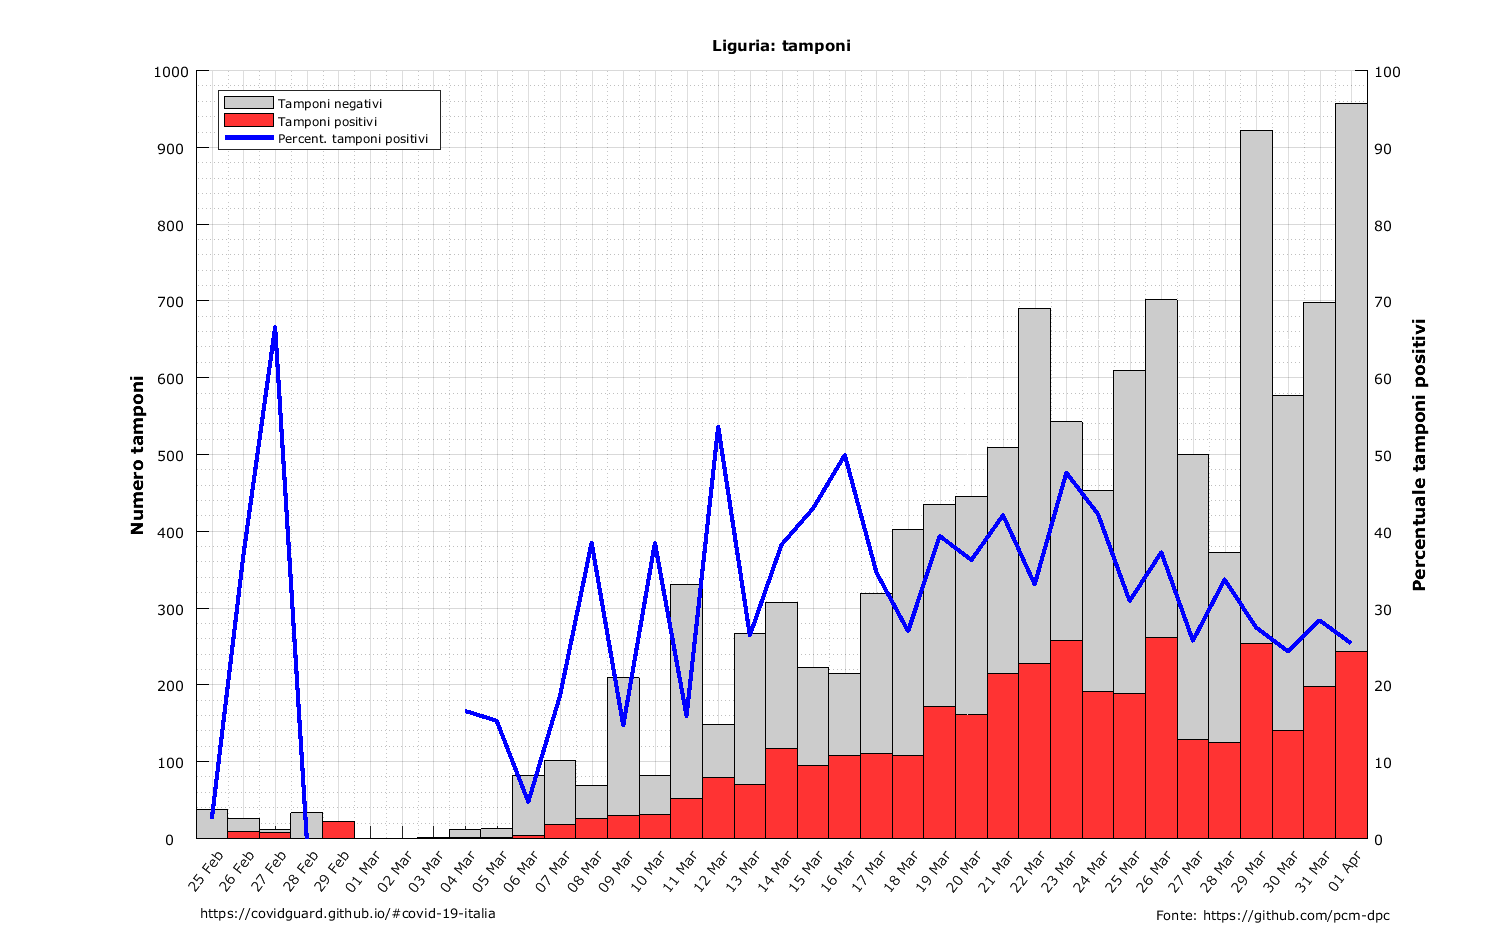 Liguria: tamponi
1000
900
800
700
600
500
400
300
200
100
0
Numero tamponi
Tamponi negativi
Tamponi positivi
Percent. tamponi positivi
100
90
80
70
60
50
40
30
20
10
0
Percentuale tamponi positivi
25 Feb
26 Feb
27 Feb
28 Feb
29 Feb
01 Mar
02 Mar
03 Mar
04 Mar
05 Mar
06 Mar
07 Mar
08 Mar
09 Mar
10 Mar
11 Mar
12 Mar
13 Mar
14 Mar
15 Mar
16 Mar
17 Mar
18 Mar
19 Mar
20 Mar
21 Mar
22 Mar
23 Mar
24 Mar
25 Mar
26 Mar
27 Mar
28 Mar
29 Mar
30 Mar
31 Mar
01 Apr
https://covidguard.github.io/#covid-19-italia
Fonte: https://github.com/pcm-dpc